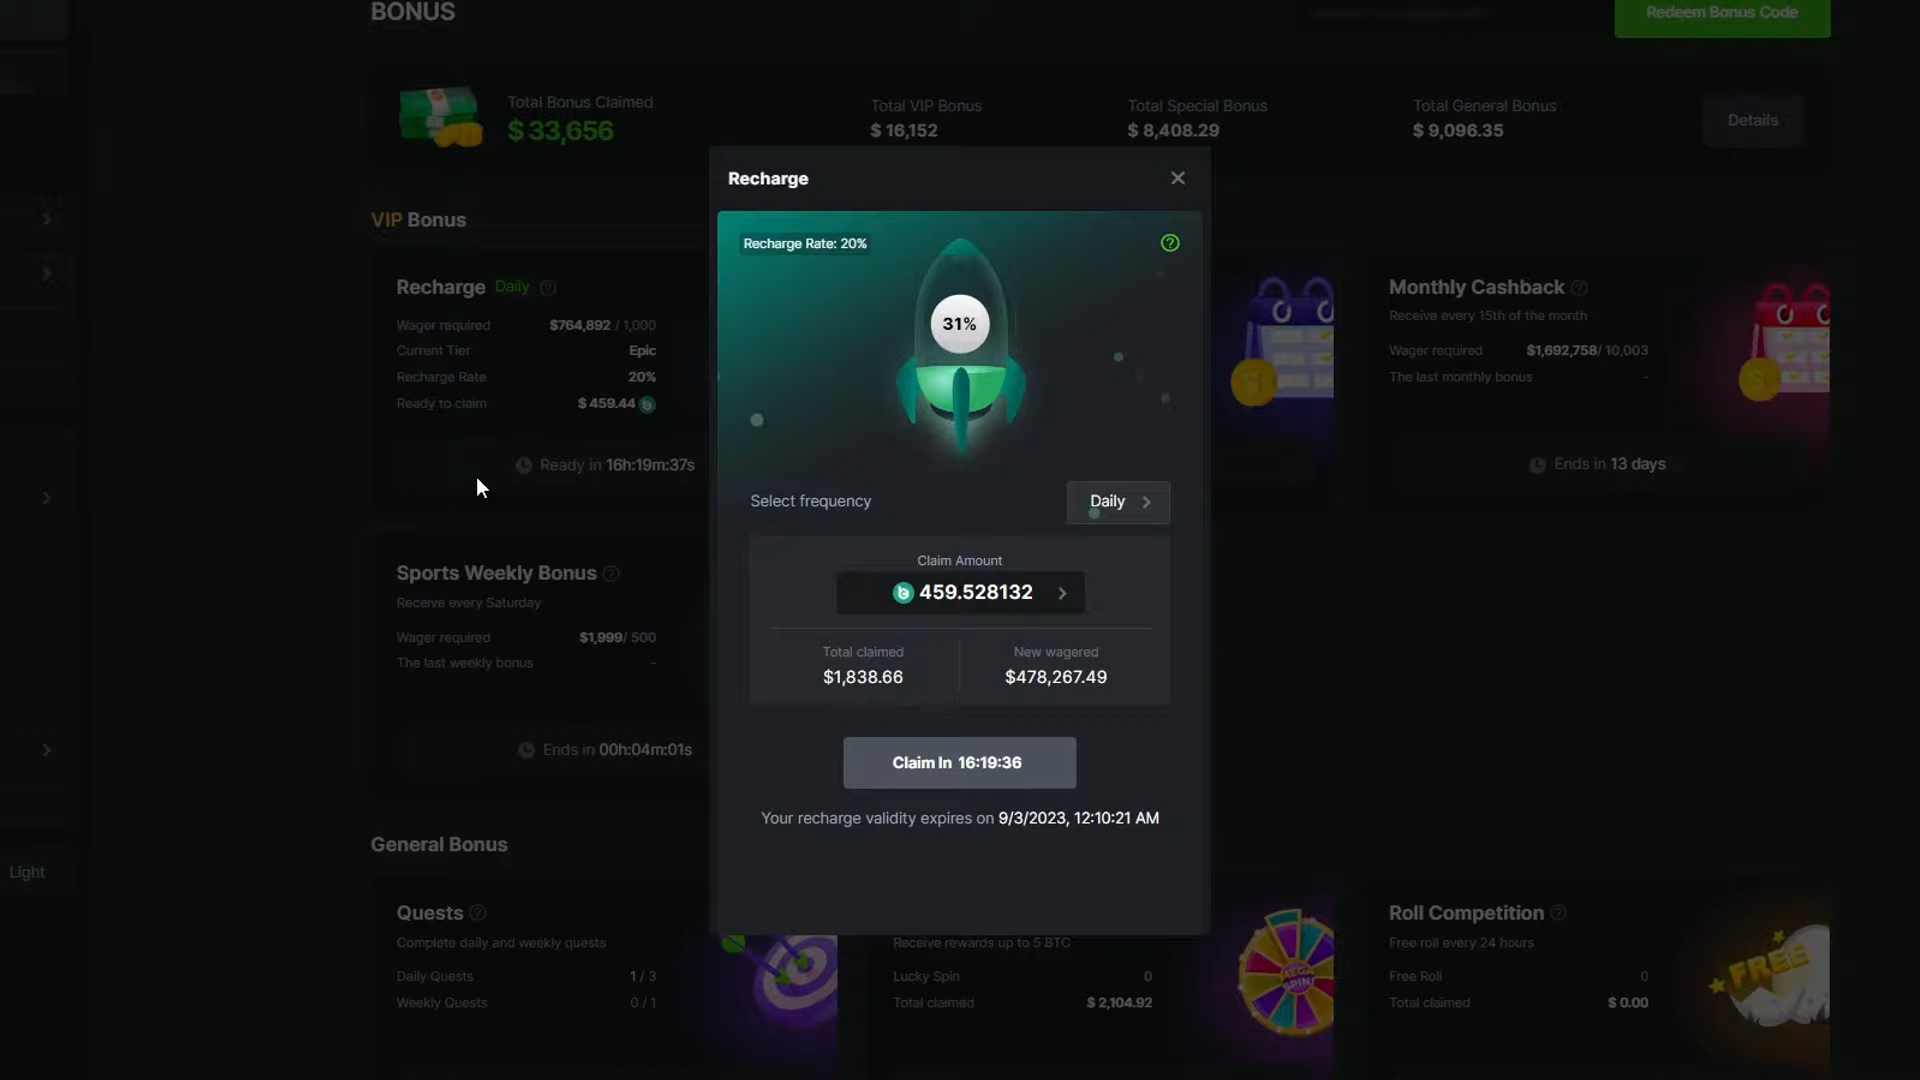 BONUS
Redeem Bonus Code
Total Bonus Claimed
$ 33,656
Total VIP Bonus
$ 16,152
Total Special Bonus
$ 8,408.29
Total General Bonus
$ 9,096.35
Details
Recharge
VIP Bonus
Recharge Rate: 20%
31%
Recharge Daily
Wager required $764,892 / 1,000
Current Tier Epic
Recharge Rate 20%
Ready to claim $ 459.44
Ready in 16h:19m:37s
Monthly Cashback
Receive every 15th of the month
Wager required $1,692,758/ 10,003
The last monthly bonus -
Ends in 13 days
Select frequency Daily
Claim Amount
459.528132
Total claimed
$1,838.66
New wagered
$478,267.49
Claim In 16:19:36
Your recharge validity expires on 9/3/2023, 12:10:21 AM
Sports Weekly Bonus
Receive every Saturday
Wager required $1,999/ 500
The last weekly bonus -
Ends in 00h:04m:01s
General Bonus
Light
Quests
Complete daily and weekly quests
Daily Quests 1 / 3
Weekly Quests 0 / 1
Receive rewards up to 5 BTC
Lucky Spin 0
Total claimed $ 2,104.92
MEGA
SPIN!
Roll Competition
Free roll every 24 hours
Free Roll 0
Total claimed $ 0.00
FREE